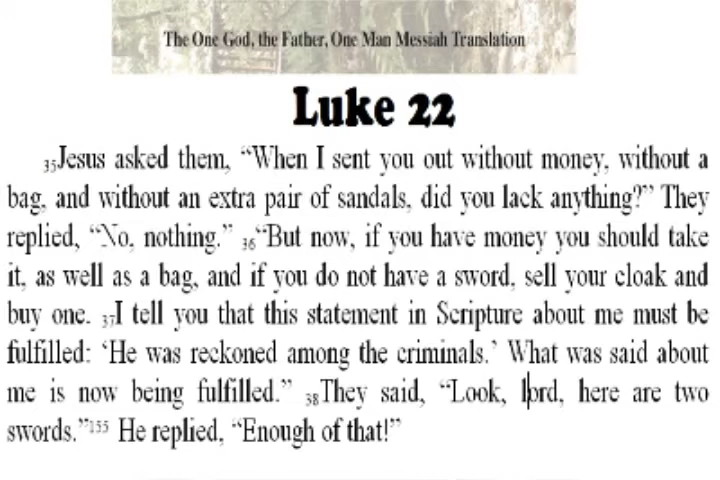 The One God, the Father, One Man Messiah Translation
Luke 22
35Jesus asked them, “When I sent you out without money, without a
bag, and without an extra pair of sandals, did you lack anything?” They
replied, “No, nothing.” 36“But now, if you have money you should take
it, as well as a bag, and if you do not have a sword, sell your cloak and
buy one. 37I tell you that this statement in Scripture about me must be
fulfilled: ‘He was reckoned among the criminals.’ What was said about
me is now being fulfilled.” 38They said, “Look, lord, here are two
swords.”155 He replied, “Enough of that!”